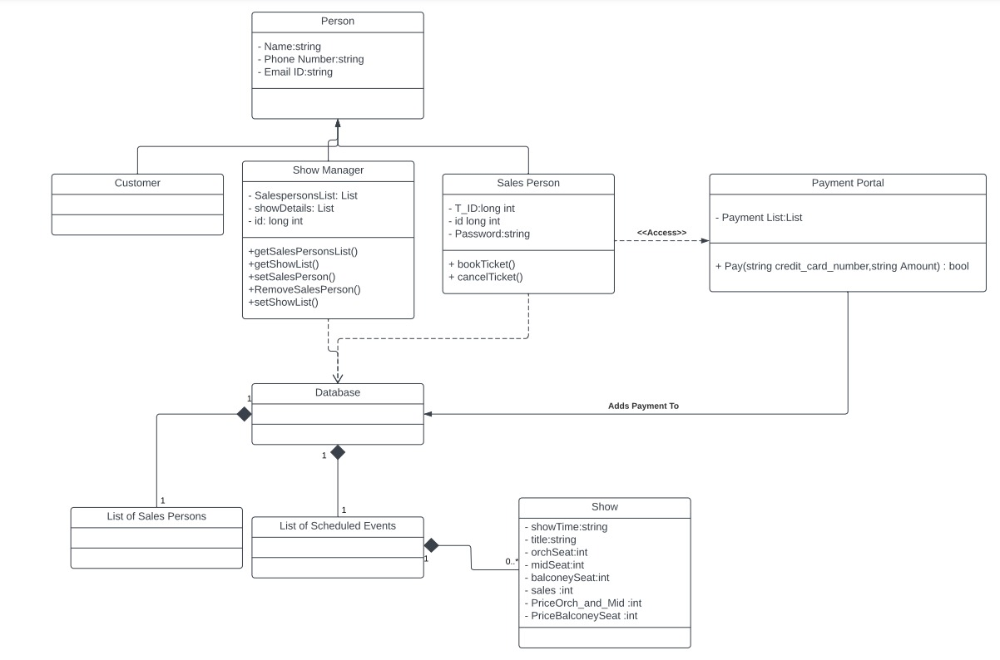 Person
- Name:string
- Phone Number:string
- Email ID:string
Customer
Show Manager
- SalespersonsList: List
- showDetails: List
- id: long int
+getSalesPersonsList()
+getShowList()
+setSalesPerson()
+RemoveSalesPerson()
+setShowList()
Sales Person
- T_ID:long int
- id long int
- Password:string
+ bookTicket()
+ cancelTicket()
<<Access>>
Payment Portal
- Payment List:List
+ Pay(string credit_card_number,string Amount) : bool
Database
1
1
Adds Payment To
1
1
List of Sales Persons
List of Scheduled Events
1
0..*
Show
- showTime:string
- title:string
- orchSeat:int
- midSeat:int
- balconeySeat:int
- sales :int
- PriceOrch_and_Mid :int
- PriceBalconeySeat :int